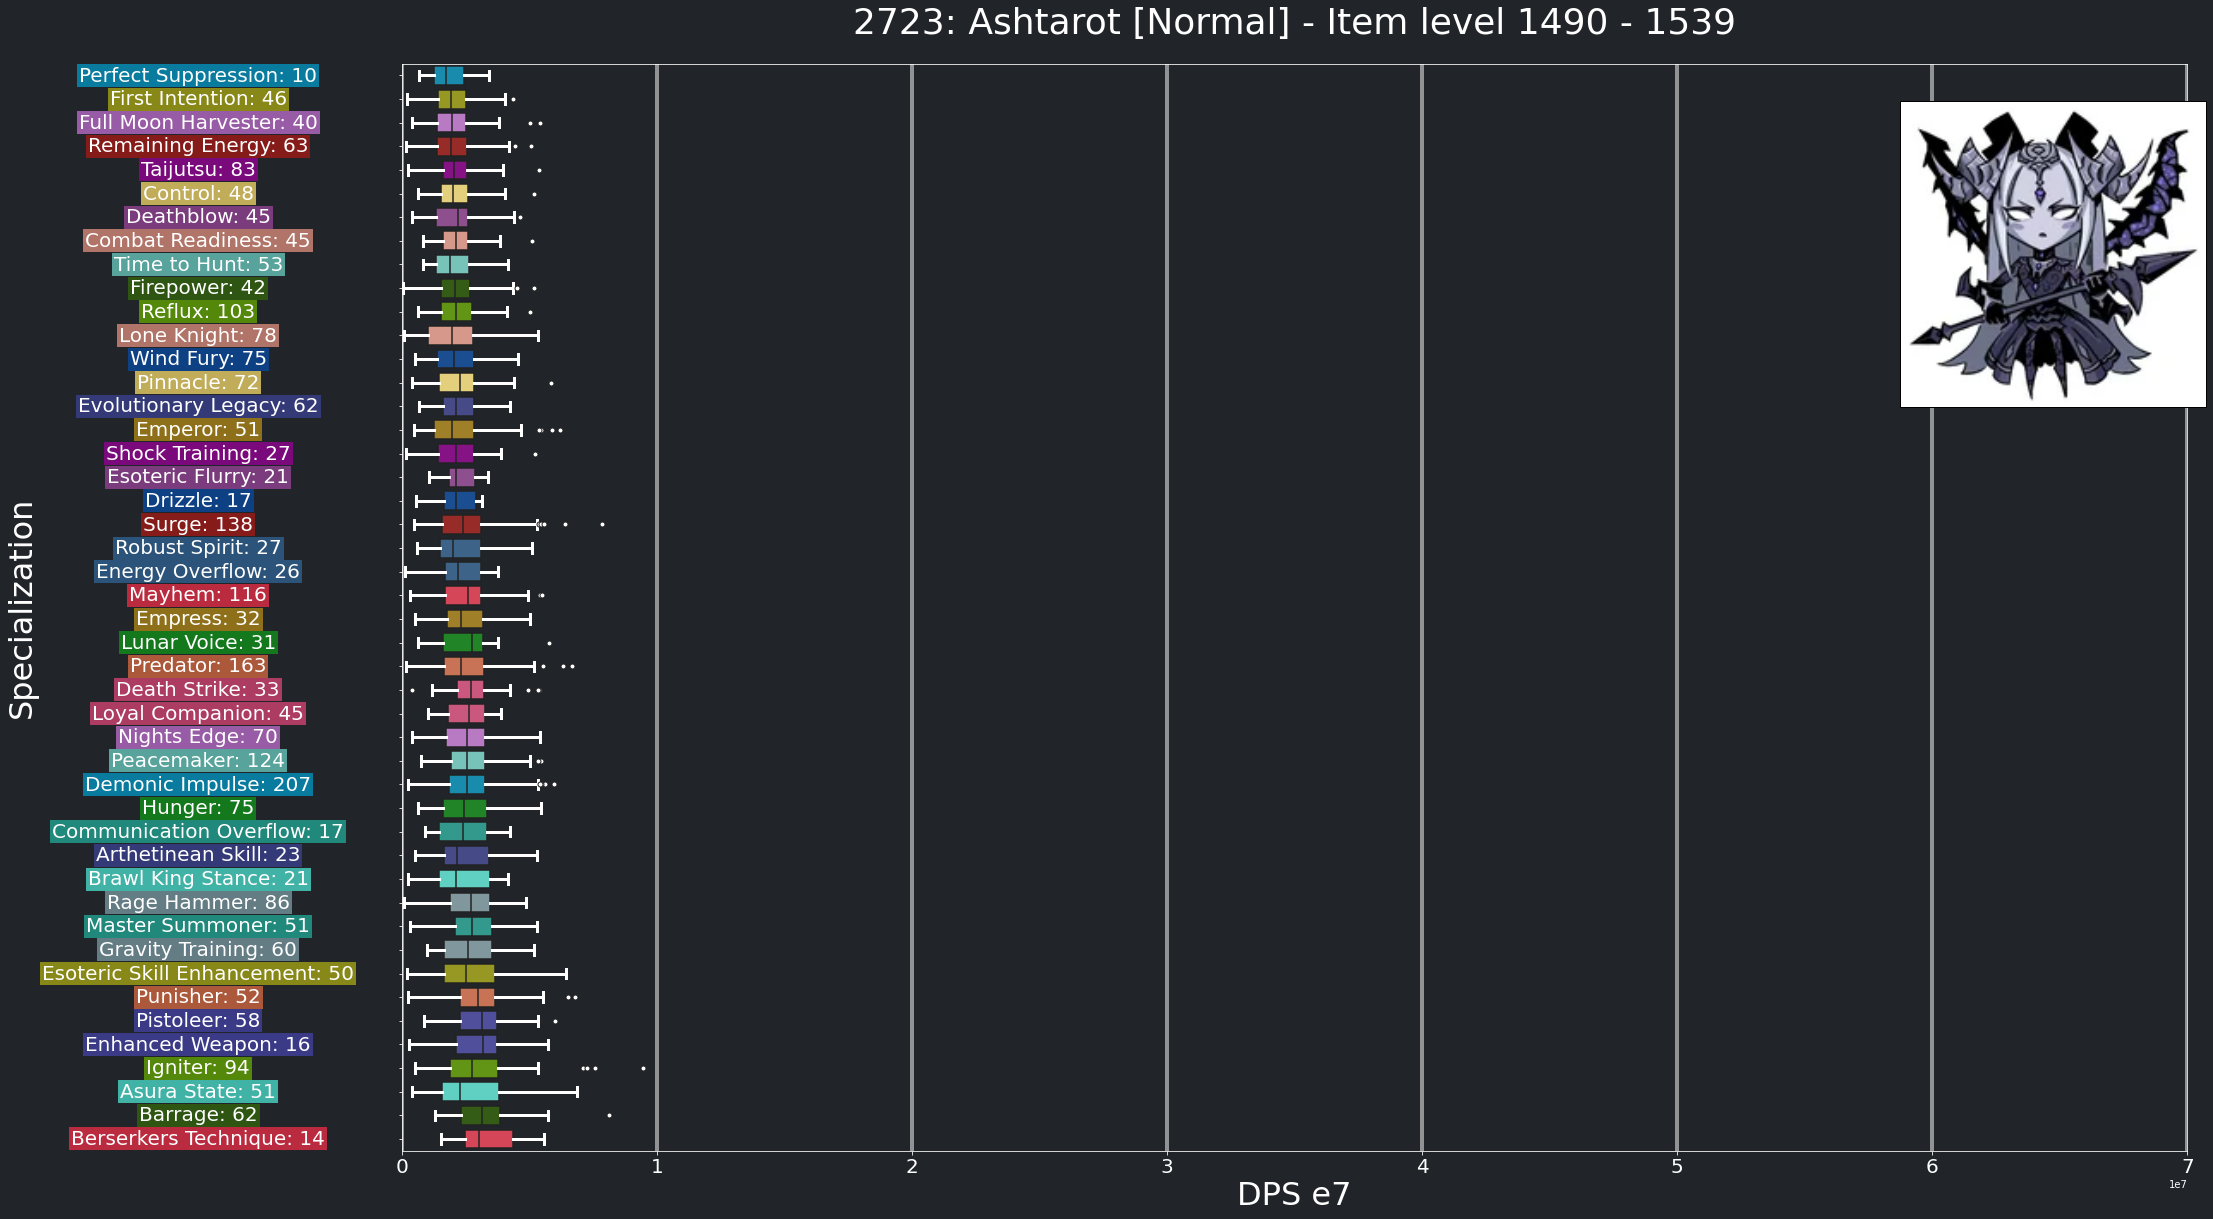 2723: Ashtarot [Normal] - Item level 1490 - 1539
Specialization
Perfect Suppression: 10
First Intention: 46
Full Moon Harvester: 40
Remaining Energy: 63
Taijutsu: 83
Control: 48
Deathblow: 45
Combat Readiness: 45
Time to Hunt: 53
Firepower: 42
Reflux: 103
Lone Knight: 78
Wind Fury: 75
Pinnacle: 72
Evolutionary Legacy: 62
Emperor: 51
Shock Training: 27
Esoteric Flurry: 21
Drizzle: 17
Surge: 138
Robust Spirit: 27
Energy Overflow: 26
Mayhem: 116
Empress: 32
Lunar Voice: 31
Predator: 163
Death Strike: 33
Loyal Companion: 45
Nights Edge: 70
Peacemaker: 124
Demonic Impulse: 207
Hunger: 75
Communication Overflow: 17
Arthetinean Skill: 23
Brawl King Stance: 21
Rage Hammer: 86
Master Summoner: 51
Gravity Training: 60
Esoteric Skill Enhancement: 50
Punisher: 52
Pistoleer: 58
Enhanced Weapon: 16
Igniter: 94
Asura State: 51
Barrage: 62
Berserkers Technique: 14
0 1 2 3 4 5 6 7
1e7
DPS e7